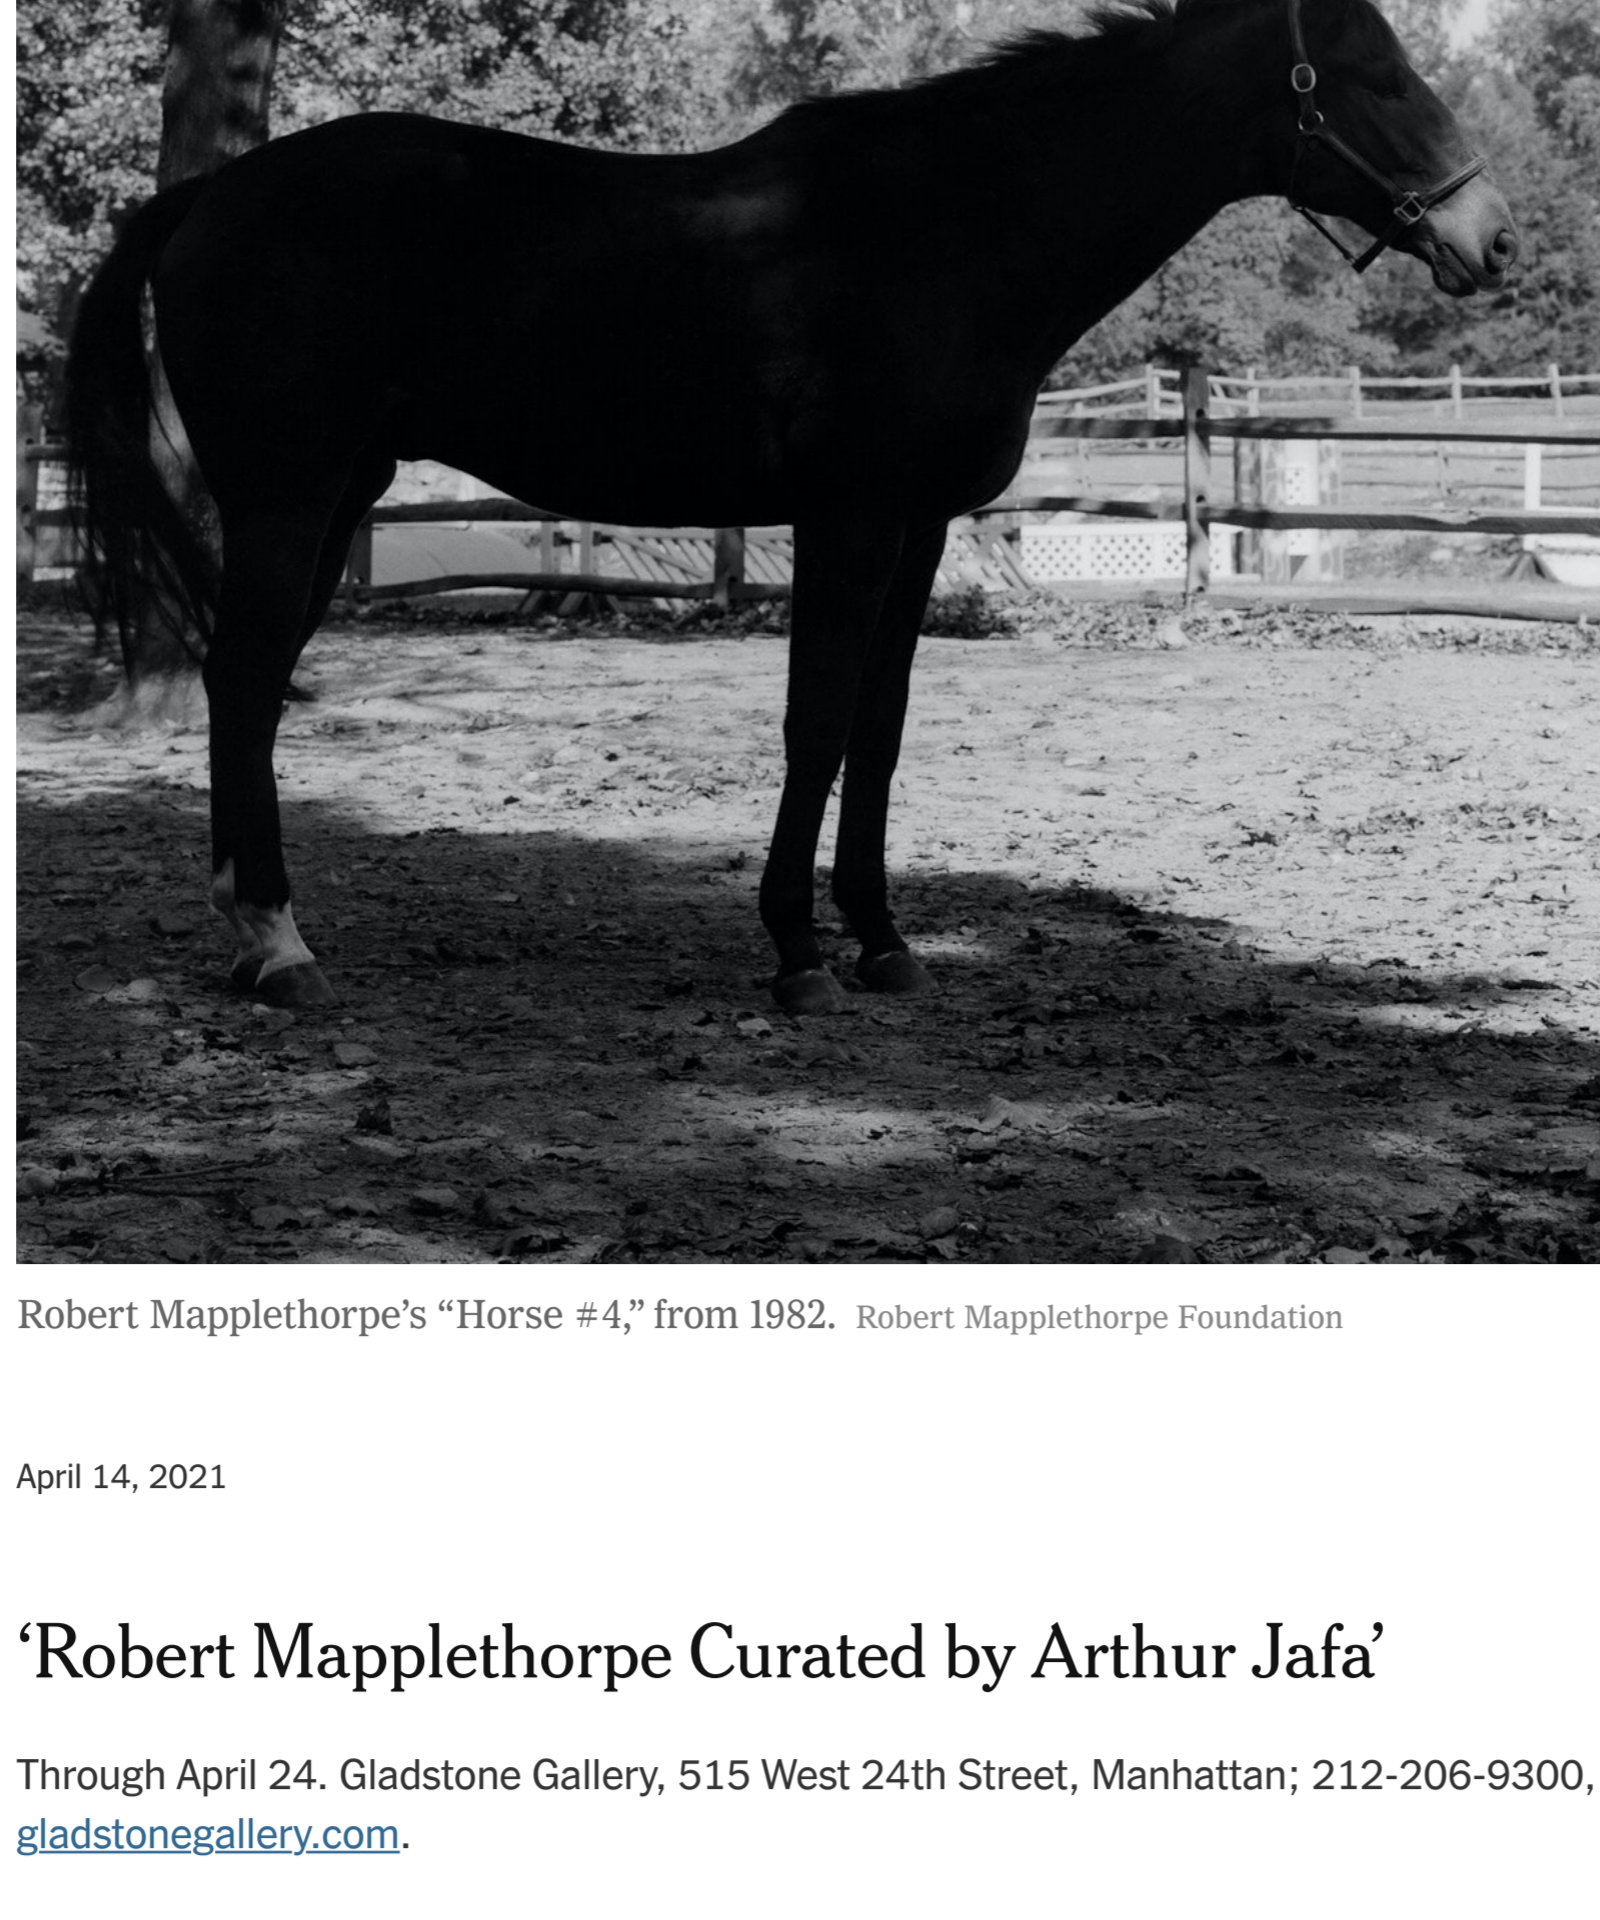 Robert Mapplethorpe’s “Horse #4,” from 1982. Robert Mapplethorpe Foundation
April 14, 2021
‘Robert Mapplethorpe Curated by Arthur Jafa’
Through April 24. Gladstone Gallery, 515 West 24th Street, Manhattan; 212-206-9300,
gladstonegallery.com.